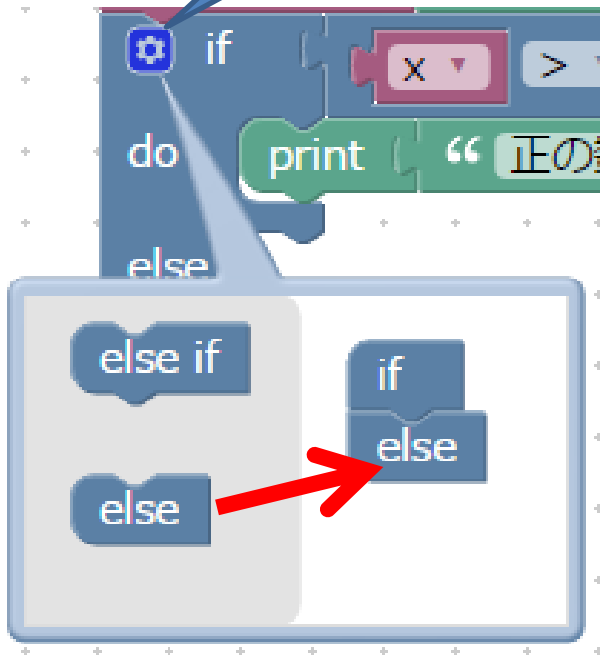 if x >
do print “ 正の
else
else if
if
else
else